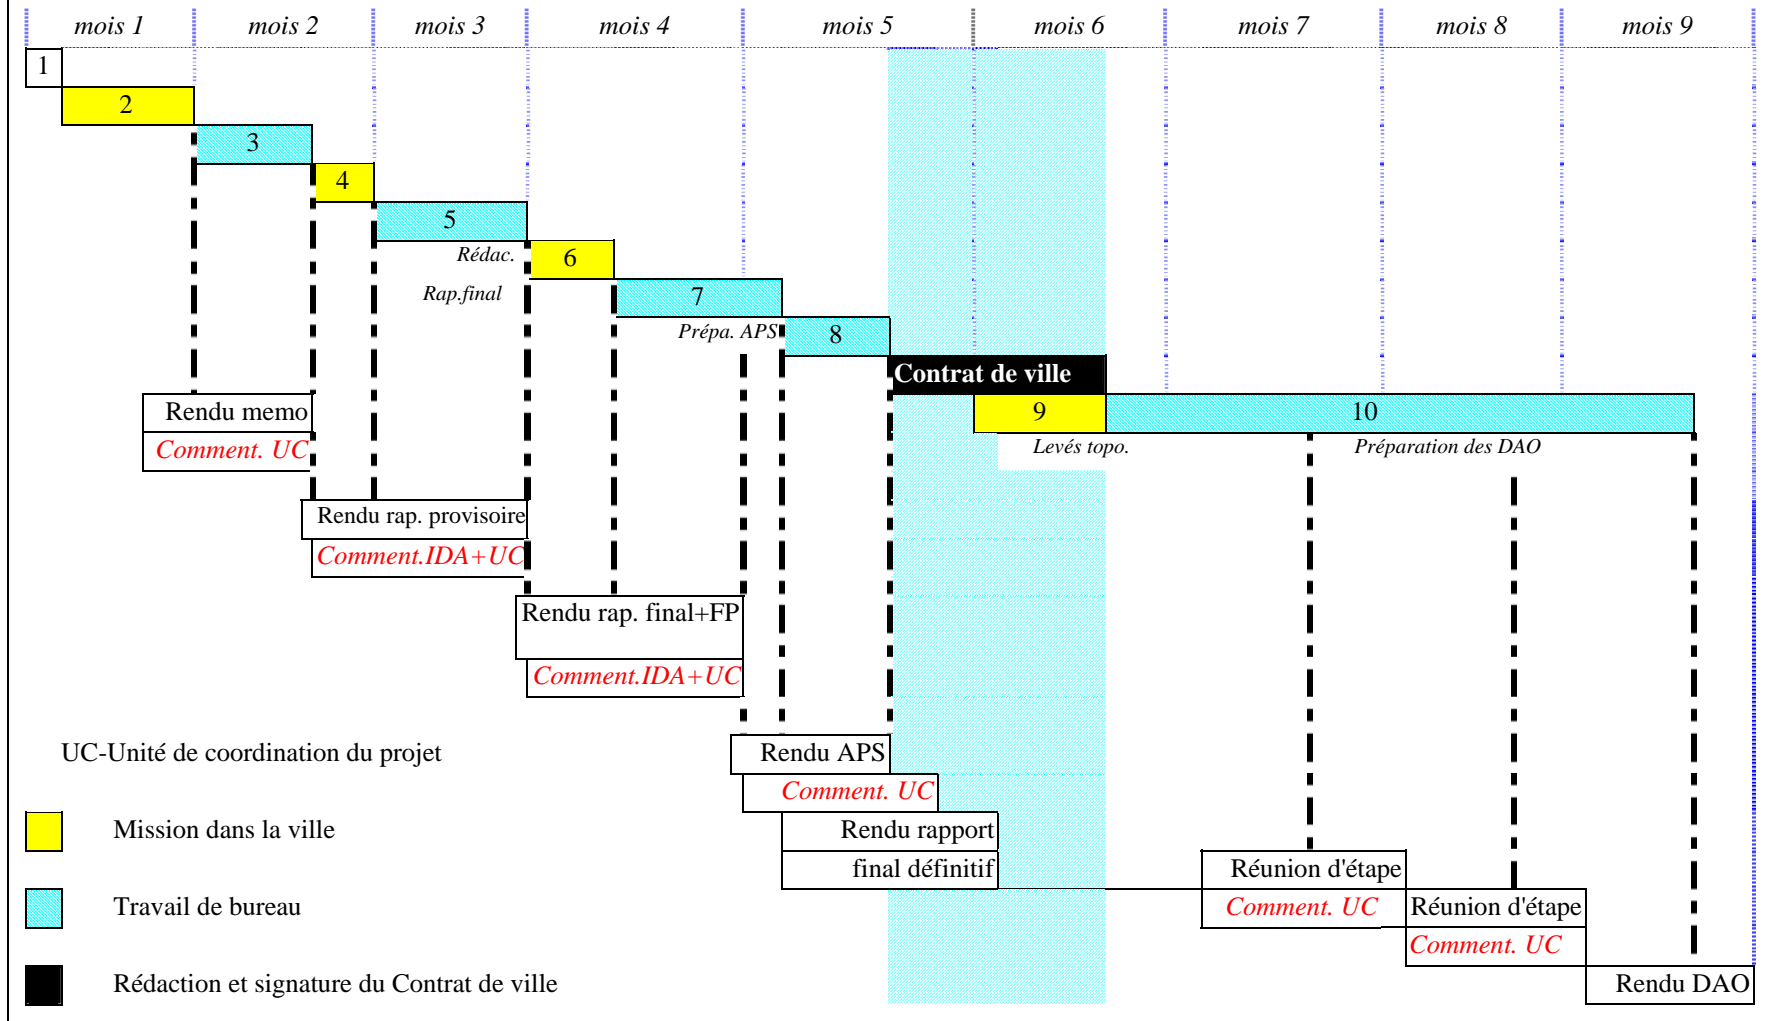 mois 1 mois 2 mois 3 mois 4 mois 5 mois 6 mois 7 mois 8 mois 9
1
2
3
4
5
Rédac. 6
Rap.final 7
Prépa. APS 8
Contrat de ville
Rendu memo 9 10
Comment. UC Levés topo. Préparation des DAO
Rendu rap. provisoire
Comment.IDA+UC
Rendu rap. final+FP
Comment.IDA+UC
UC-Unité de coordination du projet Rendu APS
Comment. UC
Mission dans la ville Rendu rapport
final définitif Réunion d'étape
Travail de bureau Comment. UC Réunion d'étape
Comment. UC
Rédaction et signature du Contrat de ville Rendu DAO